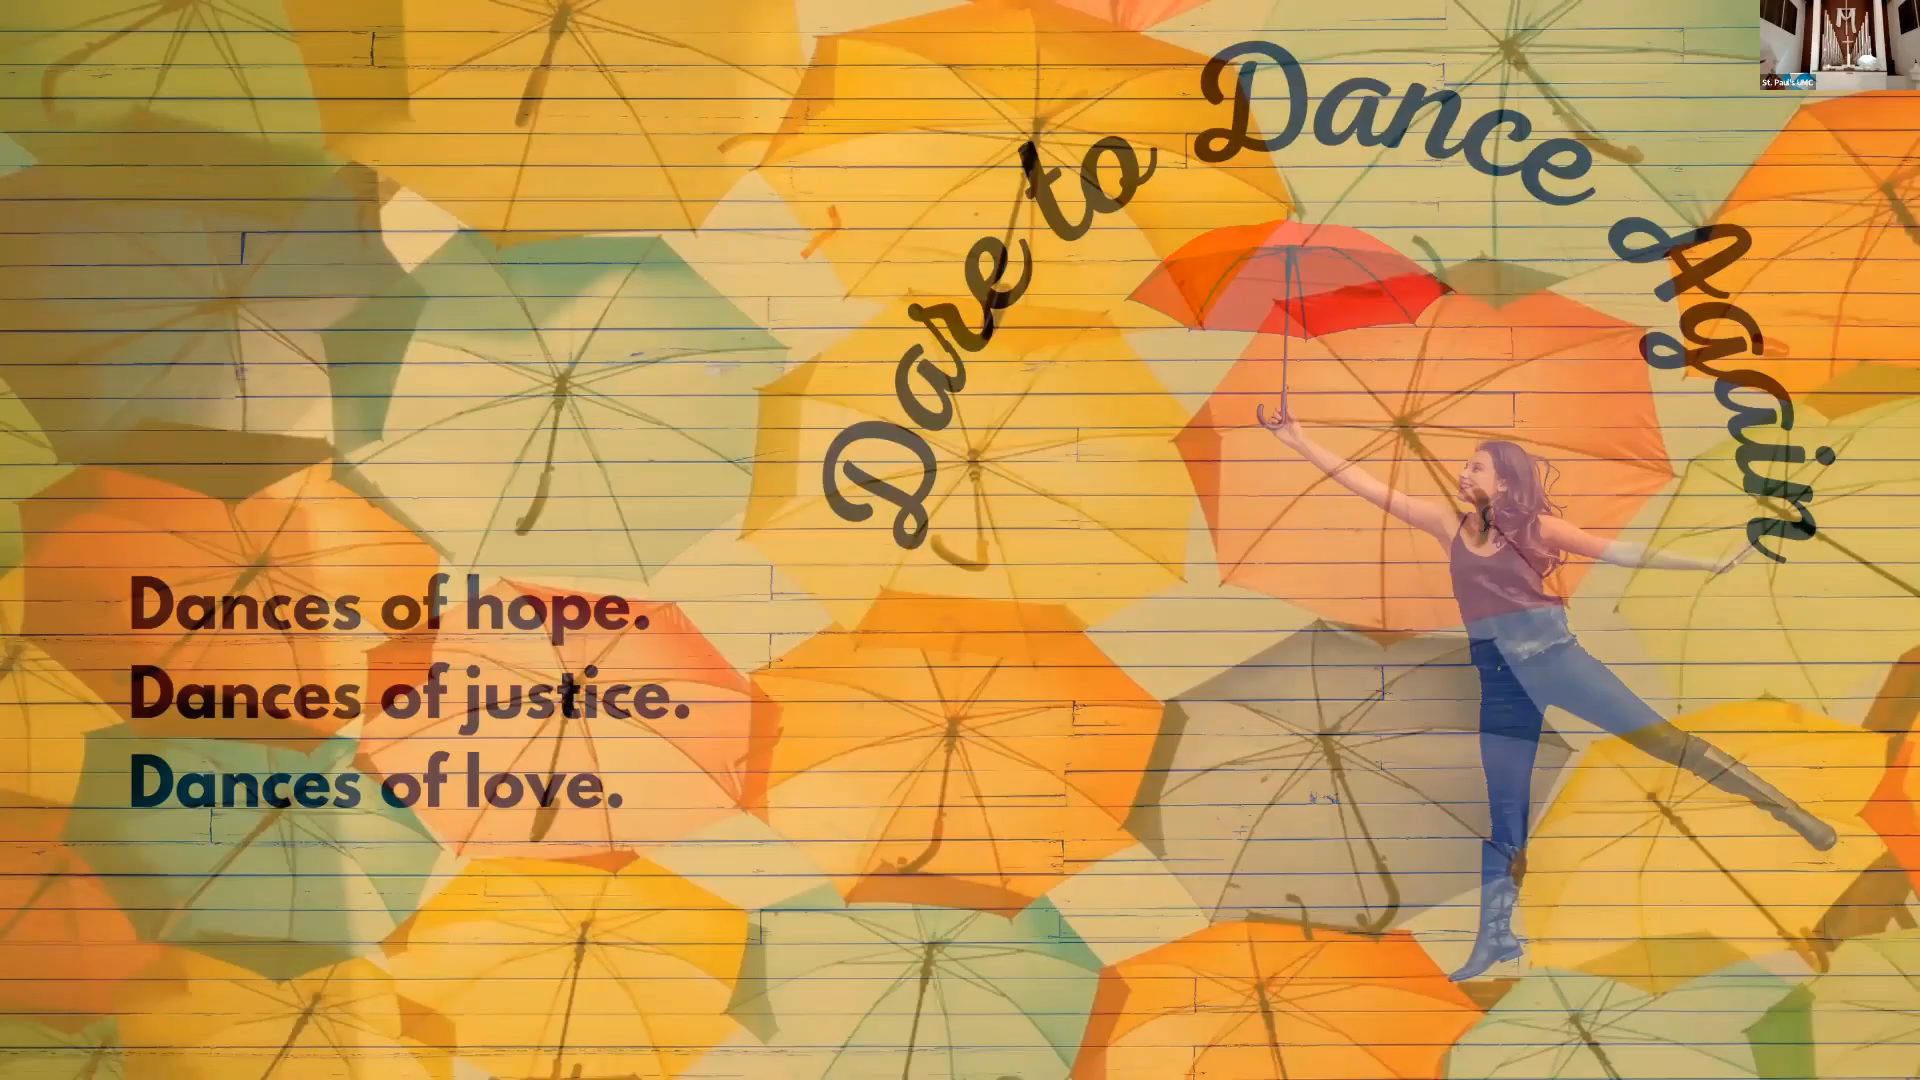 Dare to Dance Again
Dances of hope.
Dances of justice.
Dances of love.
St. Paul's UMC